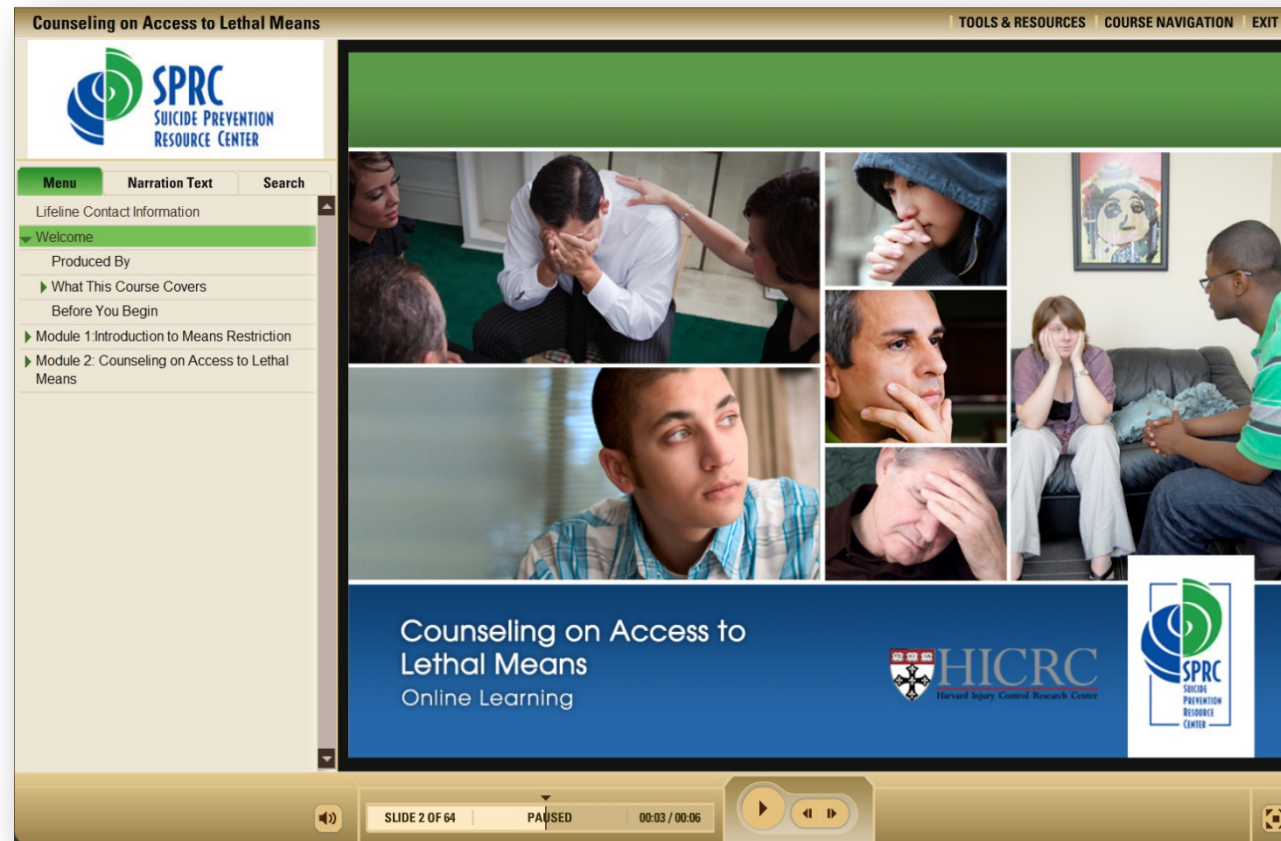 Counseling on Access to Lethal Means
TOOLS & RESOURCES COURSE NAVIGATION EXIT
SPRC
SUICIDE PREVENTION
RESOURCE CENTER
Menu Narration Text Search
Lifeline Contact Information
Welcome
Produced By
What This Course Covers
Before You Begin
Module 1:Introduction to Means Restriction
Module 2: Counseling on Access to Lethal
Means
Counseling on Access to
Lethal Means
Online Learning
HICRC
Harvard Injury Control Research Center
SPRC
SUICIDE
PREVENTION
RESOURCE
CENTER
SLIDE 2 OF 64 PAUSED 00:03 / 00:06